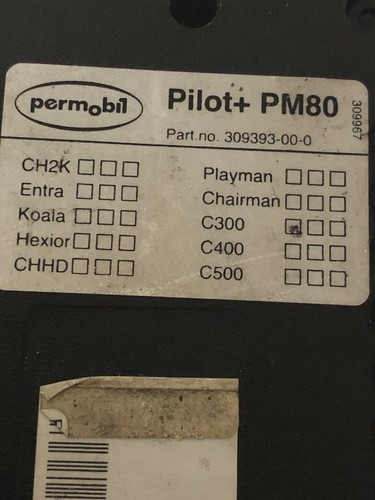 permobil
Pilot+ PM80
309967
Part.no. 309393-00-0
CH2K
Entra
Koala
Hexior
CHHD
Playman
Chairman
C300
C400
C500